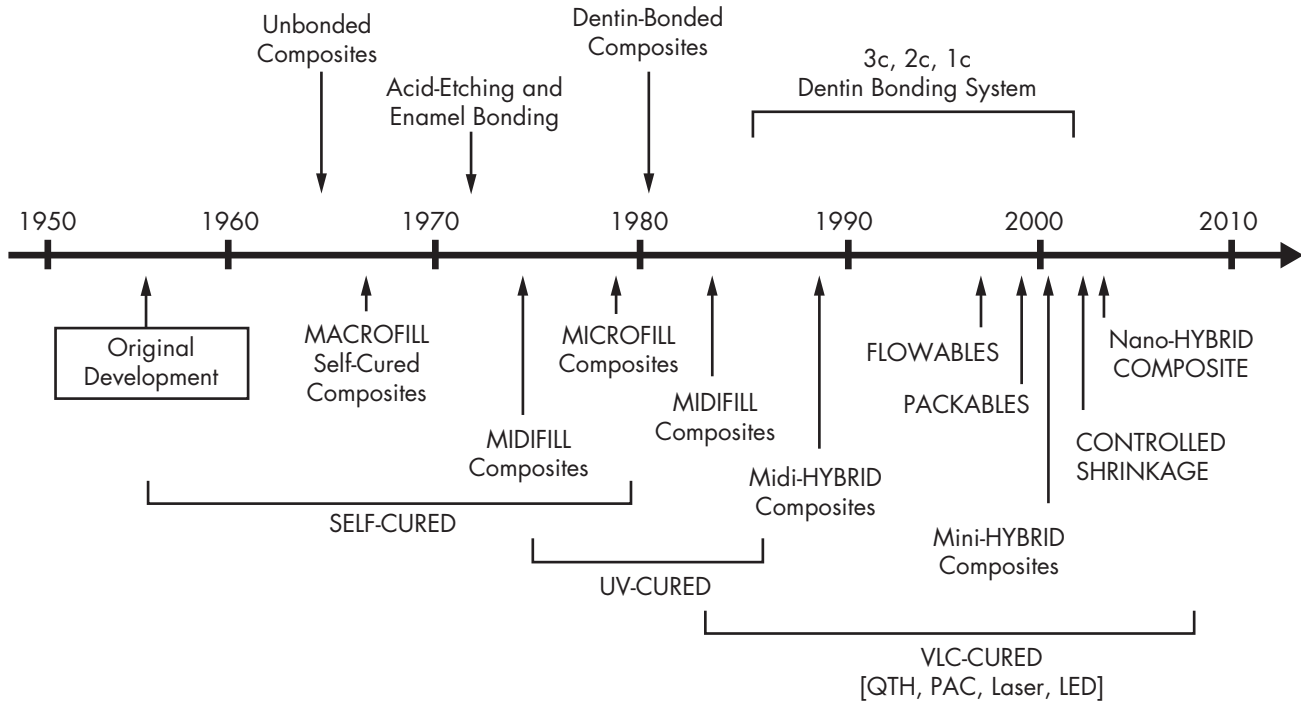 Unbonded
Composites
Acid-Etching and
Enamel Bonding
Dentin-Bonded
Composites
3c, 2c, 1c
Dentin Bonding System
1950
1960
1970
1980
1990
2000
2010
Original
Development
MACROFILL
Self-Cured
Composites
MIDIFILL
Composites
MICROFILL
Composites
MIDIFILL
Composites
Midi-HYBRID
Composites
FLOWABLES
PACKABLES
Mini-HYBRID
Composites
CONTROLLED
SHRINKAGE
Nano-HYBRID
COMPOSITE
SELF-CURED
UV-CURED
VLC-CURED
[QTH, PAC, Laser, LED]